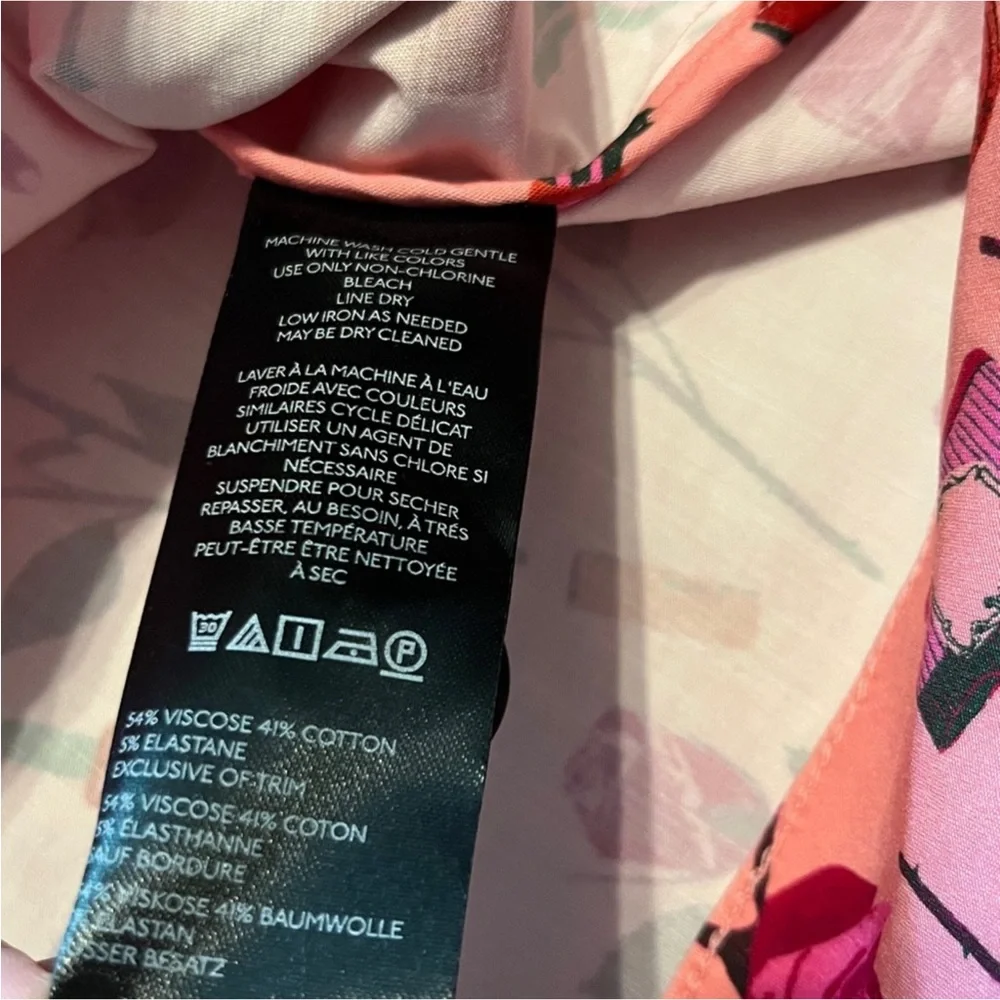 MACHINE WASH COLD GENTLE
WITH LIKE COLORS
USE ONLY NON-CHLORINE
BLEACH
LINE DRY
LOW IRON AS NEEDED
MAY BE DRY CLEANED
LAVER À LA MACHINE À L'EAU
FROIDE AVEC COULEURS
SIMILAIRES CYCLE DÉLICAT
UTILISER UN AGENT DE
BLANCHIMENT SANS CHLORE SI
NÉCESSAIRE
SUSPENDRE POUR SECHER
REPASSER, AU BESOIN, À TRÉS
BASSE TEMPÉRATURE
PEUT-ÊTRE ÊTRE NETTOYÉE
À SEC
30 P
54% VISCOSE 41% COTTON
5% ELASTANE
EXCLUSIVE OF TRIM
54% VISCOSE 41% COTON
5% ÉLASTHANNE
AUF BORDURE
VISKOSE 41% BAUMWOLLE
ELASTAN
BESATZ